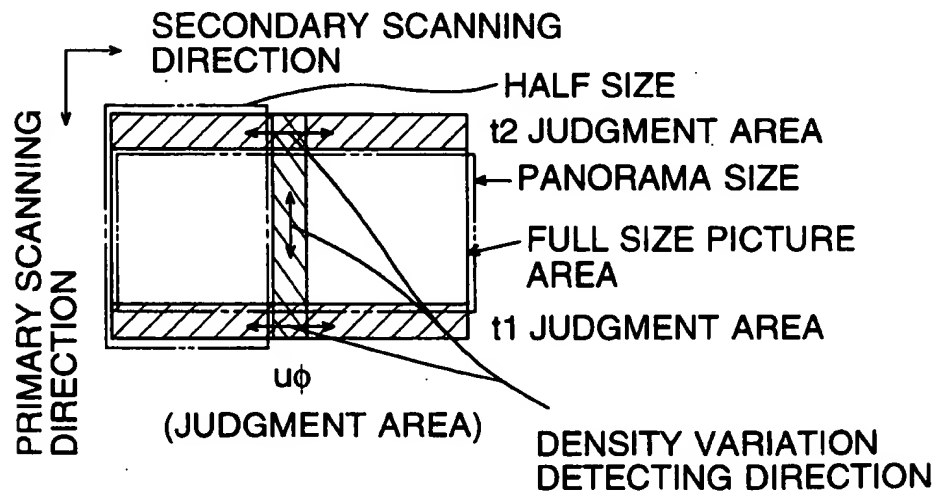 SECONDARY SCANNING
DIRECTION
HALF SIZE
t2 JUDGMENT AREA
PANORAMA SIZE
FULL SIZE PICTURE
AREA
t1 JUDGMENT AREA
uϕ
(JUDGMENT AREA)
DENSITY VARIATION
DETECTING DIRECTION
PRIMARY SCANNING
DIRECTION